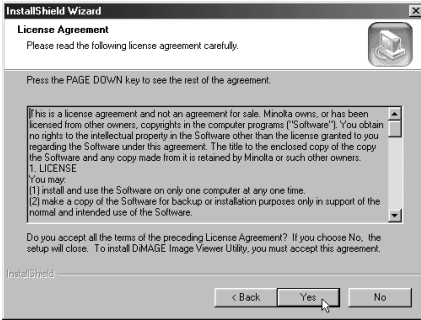 InstallShield Wizard
License Agreement
Please read the following license agreement carefully.
Press the PAGE DOWN key to see the rest of the agreement.
This is a license agreement and not an agreement for sale. Minolta owns, or has been
licensed from other owners, copyrights in the computer programs ("Software"). You obtain
no rights to the intellectual property in the Software other than the license granted to you
regarding the Software under this agreement. The title to the enclosed copy of the copy
the Software and any copy made from it is retained by Minolta or such other owners.
1. LICENSE
You may:
(1) install and use the Software on only one computer at any one time.
(2) make a copy of the Software for backup or installation purposes only in support of the
normal and intended use of the Software.
Do you accept all the terms of the preceding License Agreement? If you choose No, the
setup will close. To install DiMAGE Image Viewer Utility, you must accept this agreement.
InstallShield
< Back
Yes
No